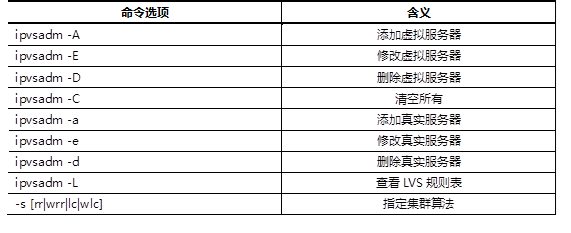 命令选项 含义
ipvsadm -A 添加虚拟服务器
ipvsadm -E 修改虚拟服务器
ipvsadm -D 删除虚拟服务器
ipvsadm -C 清空所有
ipvsadm -a 添加真实服务器
ipvsadm -e 修改真实服务器
ipvsadm -d 删除真实服务器
ipvsadm -L 查看 LVS 规则表
-s [rr|wrr|lc|wlc] 指定集群算法